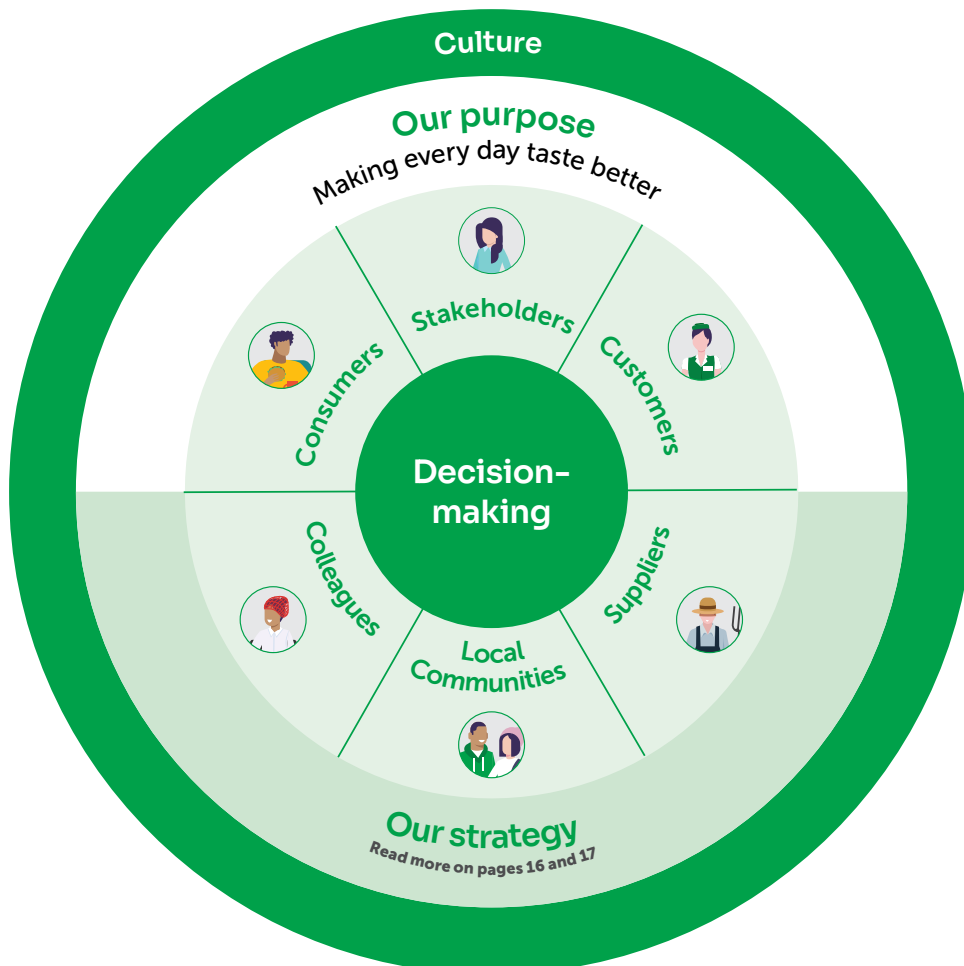 Culture
Our purpose
Making every day taste better
Stakeholders
Consumers
Customers
Decision-
making
Colleagues
Suppliers
Local
Communities
Our strategy
Read more on pages 16 and 17